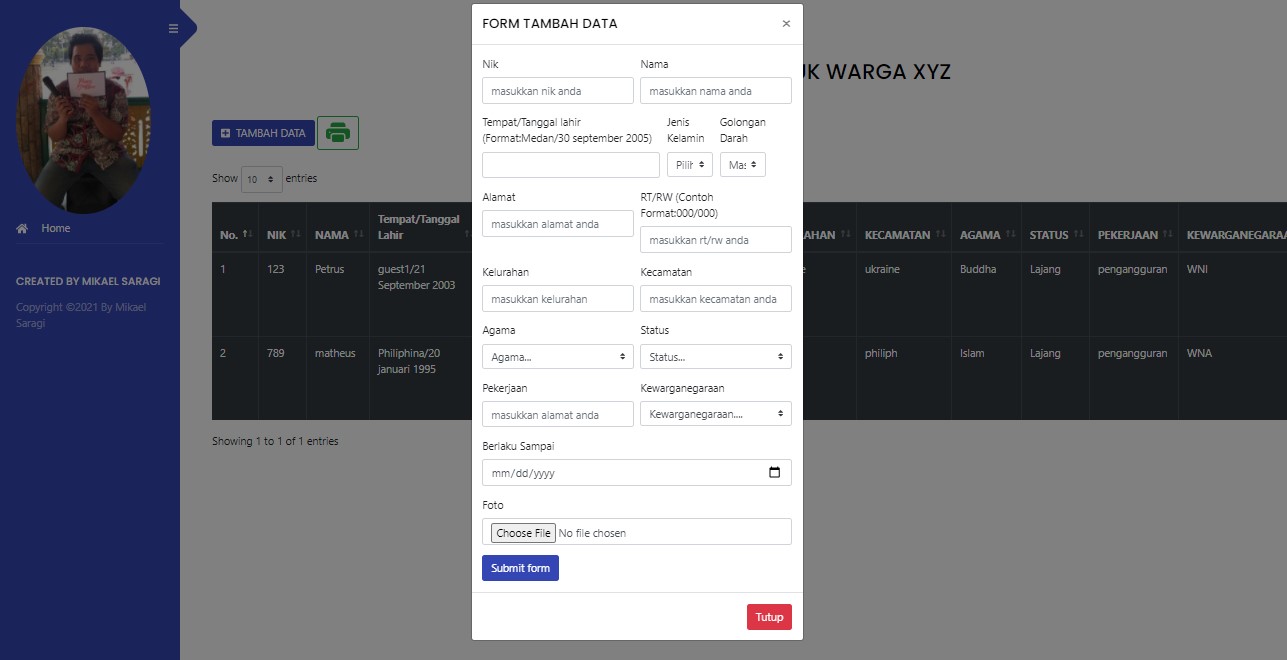 FORM TAMBAH DATA ×
Nik Nama
masukkan nik anda masukkan nama anda
Tempat/Tanggal lahir
(Format:Medan/30 september 2005)
Jenis
Kelamin
Golongan
Darah
Alamat
masukkan alamat anda
RT/RW (Contoh
Format:000/000)
masukkan rt/rw anda
Kelurahan Kecamatan
masukkan kelurahan masukkan kecamatan anda
Agama Status
Agama... Status...
Pekerjaan Kewarganegaraan
masukkan alamat anda Kewarganegaraan....
Berlaku Sampai
mm/dd/yyyy
Foto
Choose File No file chosen
Submit form
Tutup
Home
CREATED BY MIKAEL SARAGI
Copyright ©2021 By Mikael
Saragi
WARGA XYZ
TAMBAH DATA
Show 10 entries
No. NIK NAMA Tempat/Tanggal
Lahir
KECAMATAN AGAMA STATUS PEKERJAAN
1 123 Petrus guest1/21
September 2003
ukraine Buddha Lajang pengangguran WNI
2 789 matheus Philiphina/20
januari 1995
philiph Islam Lajang pengangguran WNA
Showing 1 to 1 of 1 entries